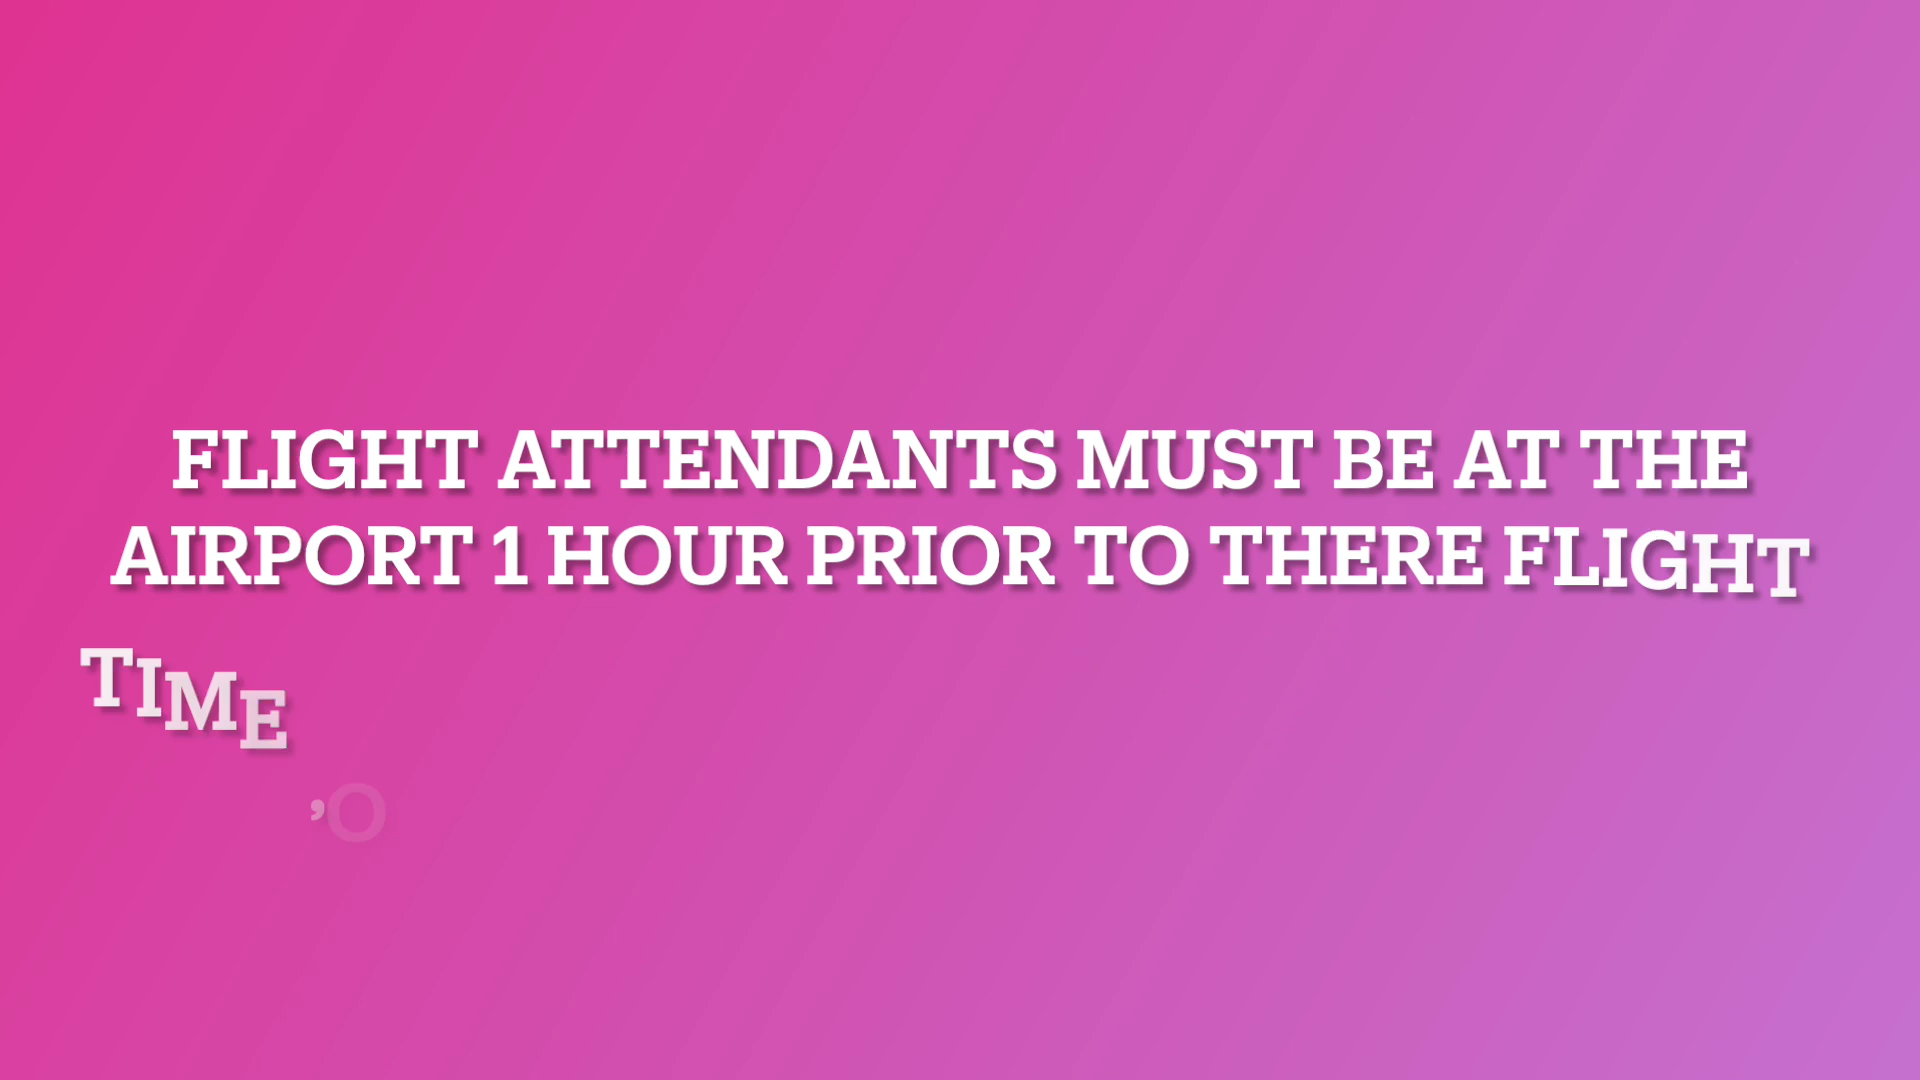 FLIGHT ATTENDANTS MUST BE AT THE
AIRPORT 1 HOUR PRIOR TO THERE FLIGHT
TIME
’O